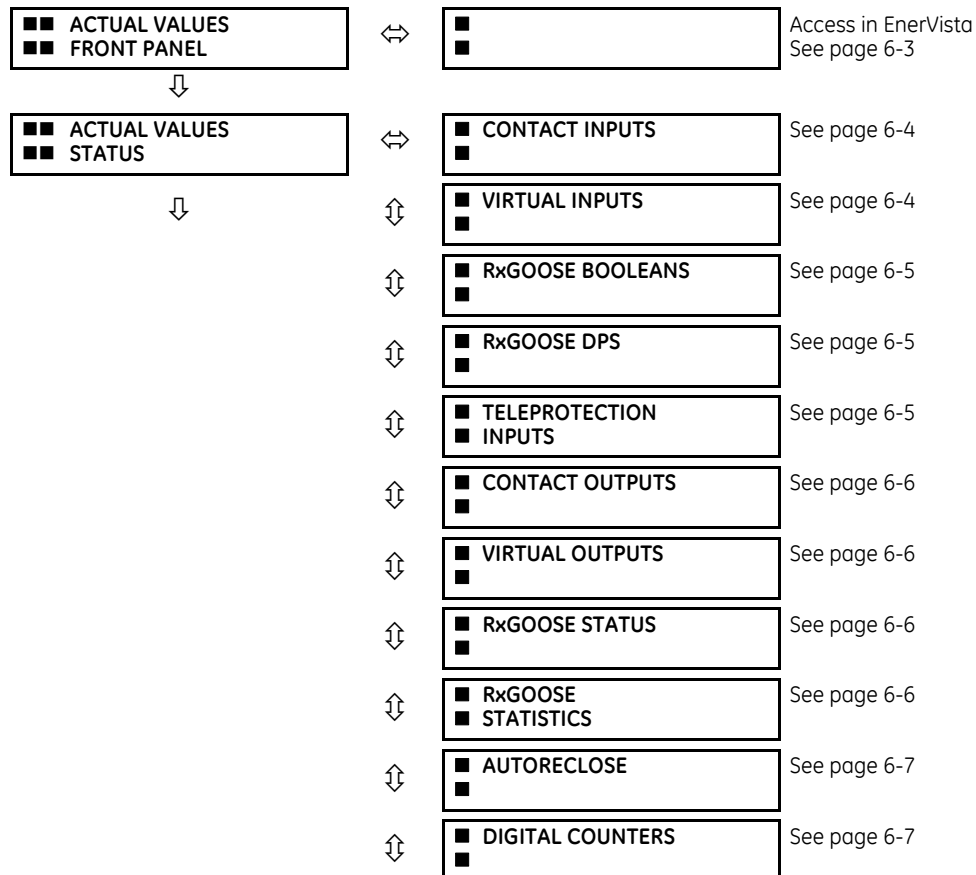 ACTUAL VALUES
FRONT PANEL
Access in EnerVista
See page 6-3
ACTUAL VALUES
STATUS
CONTACT INPUTS
See page 6-4
VIRTUAL INPUTS
See page 6-4
RxGOOSE BOOLEANS
See page 6-5
RxGOOSE DPS
See page 6-5
TELEPROTECTION
INPUTS
See page 6-5
CONTACT OUTPUTS
See page 6-6
VIRTUAL OUTPUTS
See page 6-6
RxGOOSE STATUS
See page 6-6
RxGOOSE
STATISTICS
See page 6-6
AUTORECLOSE
See page 6-7
DIGITAL COUNTERS
See page 6-7